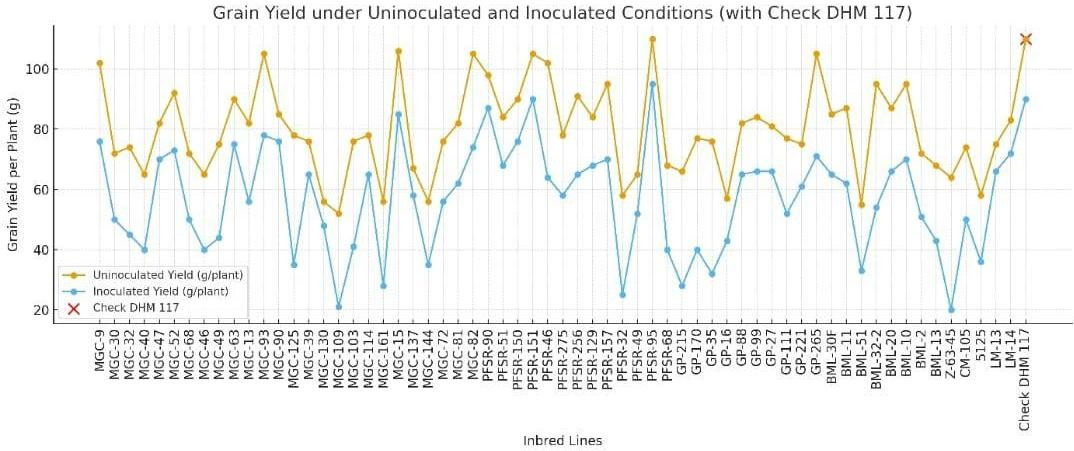 Grain Yield under Uninoculated and Inoculated Conditions (with Check DHM 117)
Grain Yield per Plant (g)
100
80
60
40
20
Uninoculated Yield (g/plant)
Inoculated Yield (g/plant)
Check DHM 117
MGC-9
MGC-30
MGC-32
MGC-40
MGC-47
MGC-52
MGC-68
MGC-46
MGC-49
MGC-63
MGC-13
MGC-93
MGC-90
MGC-125
MGC-39
MGC-130
MGC-109
MGC-103
MGC-114
MGC-161
MGC-15
MGC-137
MGC-144
MGC-72
MGC-81
MGC-82
PFSR-90
PFSR-51
PFSR-150
PFSR-151
PFSR-46
PFSR-275
PFSR-256
PFSR-129
PFSR-157
PFSR-32
PFSR-49
PFSR-95
PFSR-68
GP-215
GP-170
GP-35
GP-16
GP-88
GP-99
GP-27
GP-111
GP-221
GP-265
BML-30F
BML-11
BML-51
BML-32-2
BML-20
BML-10
BML-2
BML-13
Z-63-45
CM-105
5125
LM-13
LM-14
Check DHM 117
Inbred Lines